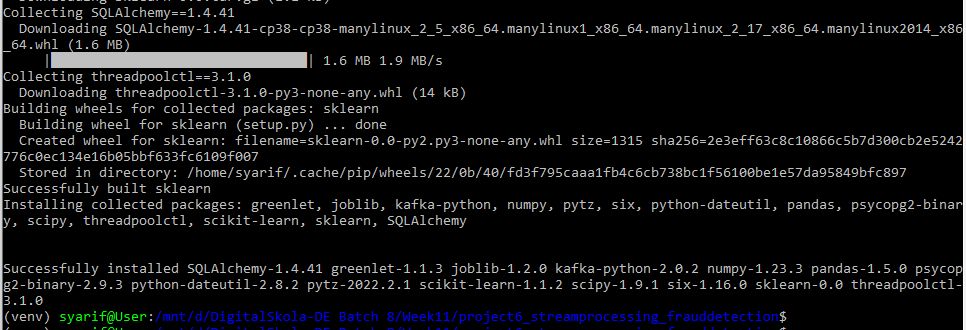 Collecting SQLAlchemy==1.4.41
  Downloading SQLAlchemy-1.4.41-cp38-cp38-manylinux_2_5_x86_64.manylinux1_x86_64.manylinux_2_17_x86_64.manylinux2014_x86
_64.whl (1.6 MB)
     |████████████████████████████████| 1.6 MB 1.9 MB/s
Collecting threadpoolctl==3.1.0
  Downloading threadpoolctl-3.1.0-py3-none-any.whl (14 kB)
Building wheels for collected packages: sklearn
  Building wheel for sklearn (setup.py) ... done
  Created wheel for sklearn: filename=sklearn-0.0-py2.py3-none-any.whl size=1315 sha256=2e3eff63c8c10866c5b7d300cb2e5242
776c0ec134e16b05bbf633fc6109f007
  Stored in directory: /home/syarif/.cache/pip/wheels/22/0b/40/fd3f795caaa1fb4c6cb738bc1f56100be1e57da95849bfc897
Successfully built sklearn
Installing collected packages: greenlet, joblib, kafka-python, numpy, pytz, six, python-dateutil, pandas, psycopg2-binar
y, scipy, threadpoolctl, scikit-learn, sklearn, SQLAlchemy
Successfully installed SQLAlchemy-1.4.41 greenlet-1.1.3 joblib-1.2.0 kafka-python-2.0.2 numpy-1.23.3 pandas-1.5.0 psycop
g2-binary-2.9.3 python-dateutil-2.8.2 pytz-2022.2.1 scikit-learn-1.1.2 scipy-1.9.1 six-1.16.0 sklearn-0.0 threadpoolctl-
3.1.0
(venv) syarif@User:/mnt/d/DigitalSkola-DE Batch 8/Week11/project6_streamprocessing_frauddetection$